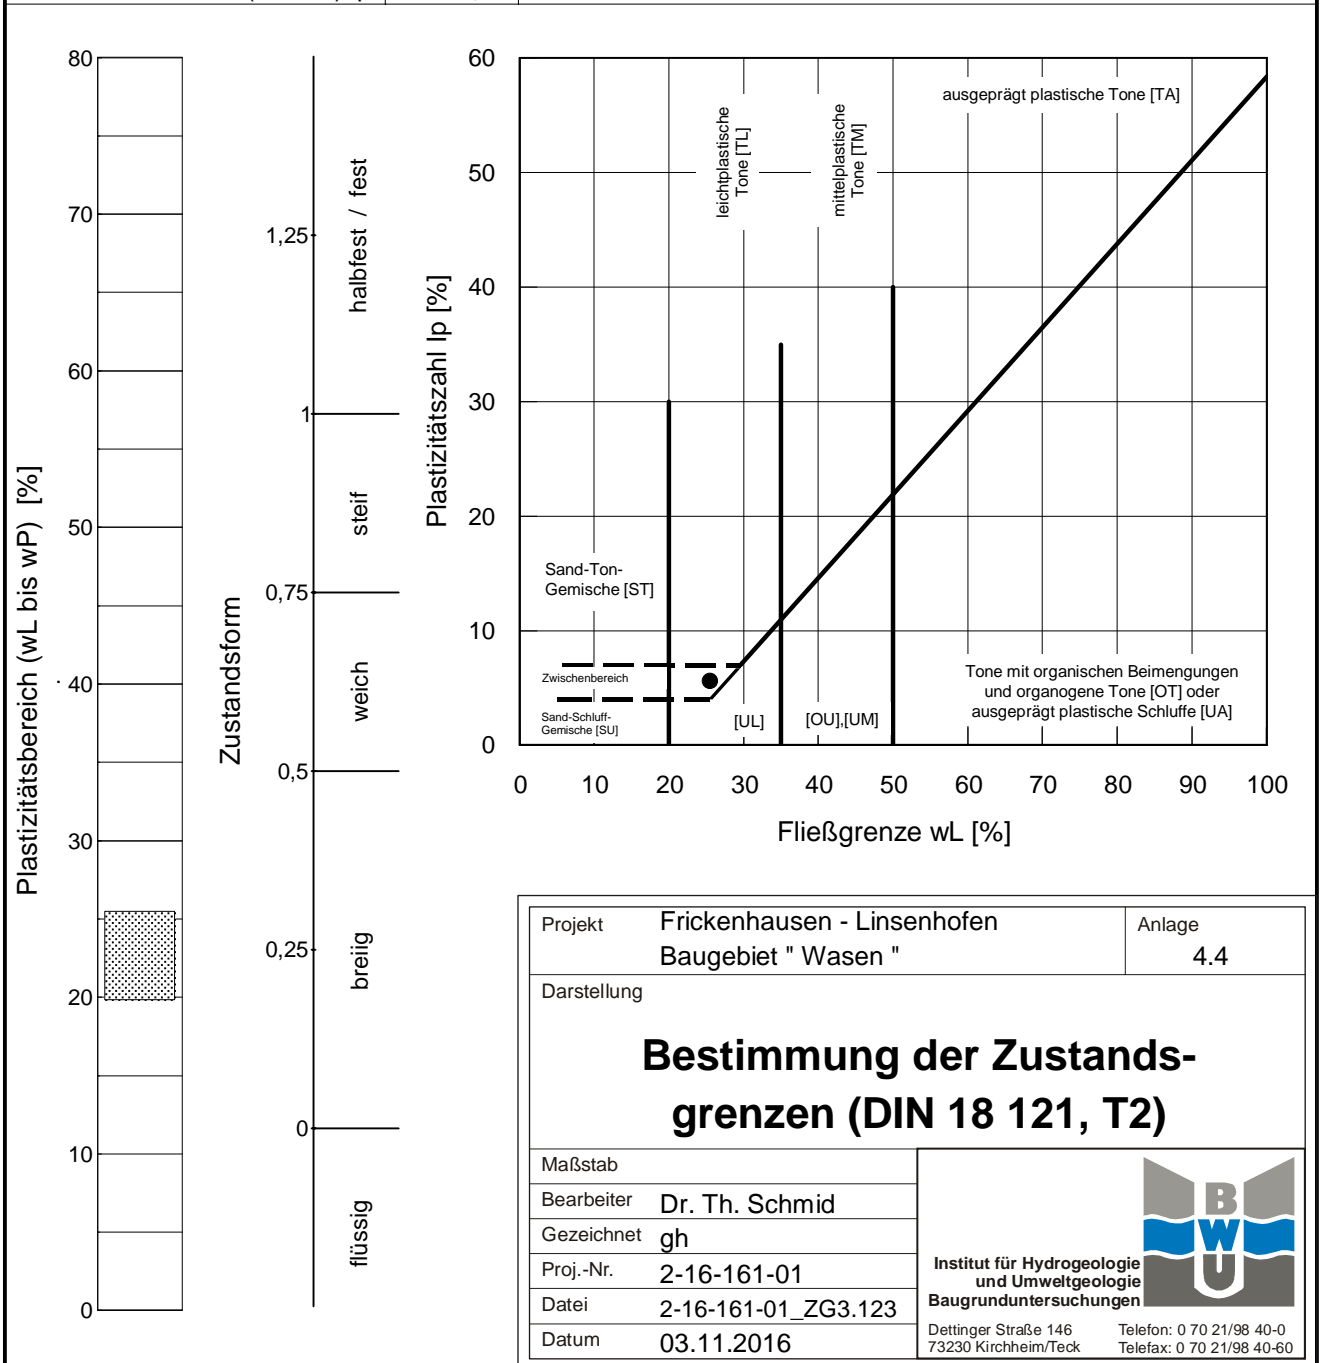 80
70
60
50
40
30
20
10
0
Plastizitätsbereich (wL bis wP) [%]
Zustandsform
1,25
1
0,75
0,5
0,25
0
halbfest / fest
steif
weich
breiig
flüssig
Plastizitätszahl Ip [%]
60
50
40
30
20
10
0
leichtplastische
Tone [TL]
mittelplastische
Tone [TM]
ausgeprägt plastische Tone [TA]
Sand-Ton-
Gemische [ST]
Zwischenbereich
Sand-Schluff-
Gemische [SU]
[UL]
[OU],[UM]
Tone mit organischen Beimengungen
und organogene Tone [OT] oder
ausgeprägt plastische Schluffe [UA]
0 10 20 30 40 50 60 70 80 90 100
Fließgrenze wL [%]
Projekt Frickenhausen - Linsenhofen
Baugebiet " Wasen "
Anlage
4.4
Darstellung
Bestimmung der Zustands-
grenzen (DIN 18 121, T2)
Maßstab
Bearbeiter Dr. Th. Schmid
Gezeichnet gh
Proj.-Nr. 2-16-161-01
Datei 2-16-161-01_ZG3.123
Datum 03.11.2016
B
W
U
Institut für Hydrogeologie
und Umweltgeologie
Baugrunduntersuchungen
Dettinger Straße 146 Telefon: 0 70 21/98 40-0
73230 Kirchheim/Teck Telefax: 0 70 21/98 40-60